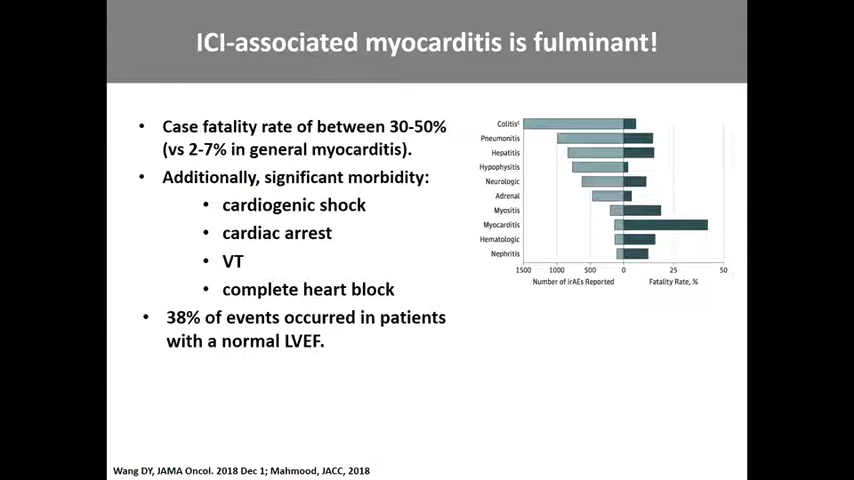 ICI-associated myocarditis is fulminant!
• Case fatality rate of between 30-50%
(vs 2-7% in general myocarditis).
• Additionally, significant morbidity:
• cardiogenic shock
• cardiac arrest
• VT
• complete heart block
• 38% of events occurred in patients
with a normal LVEF.
Colitisᶜ
Pneumonitis
Hepatitis
Hypophysitis
Neurologic
Adrenal
Myositis
Myocarditis
Hematologic
Nephritis
1500 1000 500 0 25 50
Number of irAEs Reported Fatality Rate, %
Wang DY, JAMA Oncol. 2018 Dec 1; Mahmood, JACC, 2018